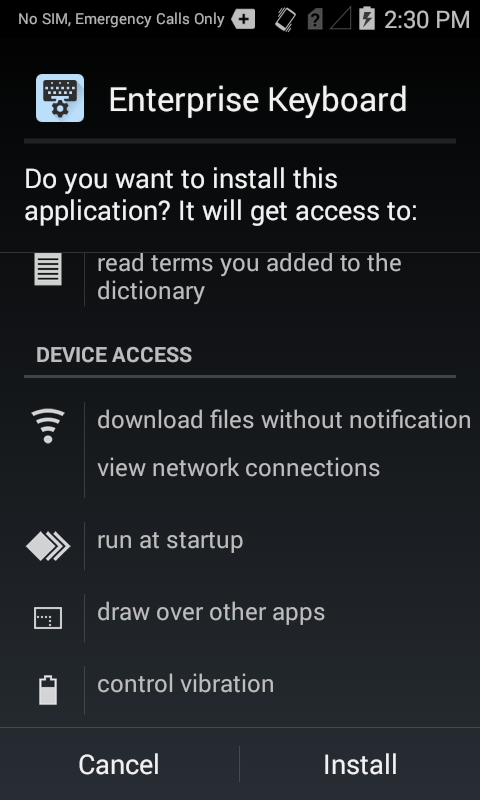 No SIM, Emergency Calls Only 2:30 PM
Enterprise Keyboard
Do you want to install this
application? It will get access to:
read terms you added to the
dictionary
DEVICE ACCESS
download files without notification
view network connections
run at startup
draw over other apps
control vibration
Cancel Install